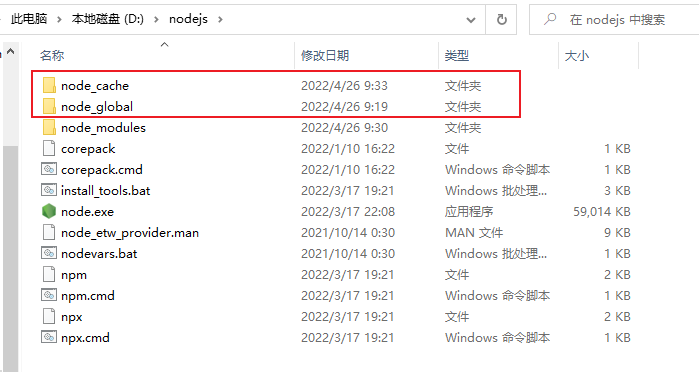 此电脑 › 本地磁盘 (D:) › nodejs
在 nodejs 中搜索
名称 修改日期 类型 大小
node_cache 2022/4/26 9:33 文件夹
node_global 2022/4/26 9:19 文件夹
node_modules 2022/4/26 9:30 文件夹
corepack 2022/1/10 16:22 文件 1 KB
corepack.cmd 2022/1/10 16:22 Windows 命令脚本 1 KB
install_tools.bat 2022/3/17 19:21 Windows 批处理... 3 KB
node.exe 2022/3/17 22:08 应用程序 59,014 KB
node_etw_provider.man 2021/10/14 0:30 MAN 文件 9 KB
nodevars.bat 2021/10/14 0:30 Windows 批处理... 1 KB
npm 2022/3/17 19:21 文件 2 KB
npm.cmd 2022/3/17 19:21 Windows 命令脚本 1 KB
npx 2022/3/17 19:21 文件 2 KB
npx.cmd 2022/3/17 19:21 Windows 命令脚本 1 KB